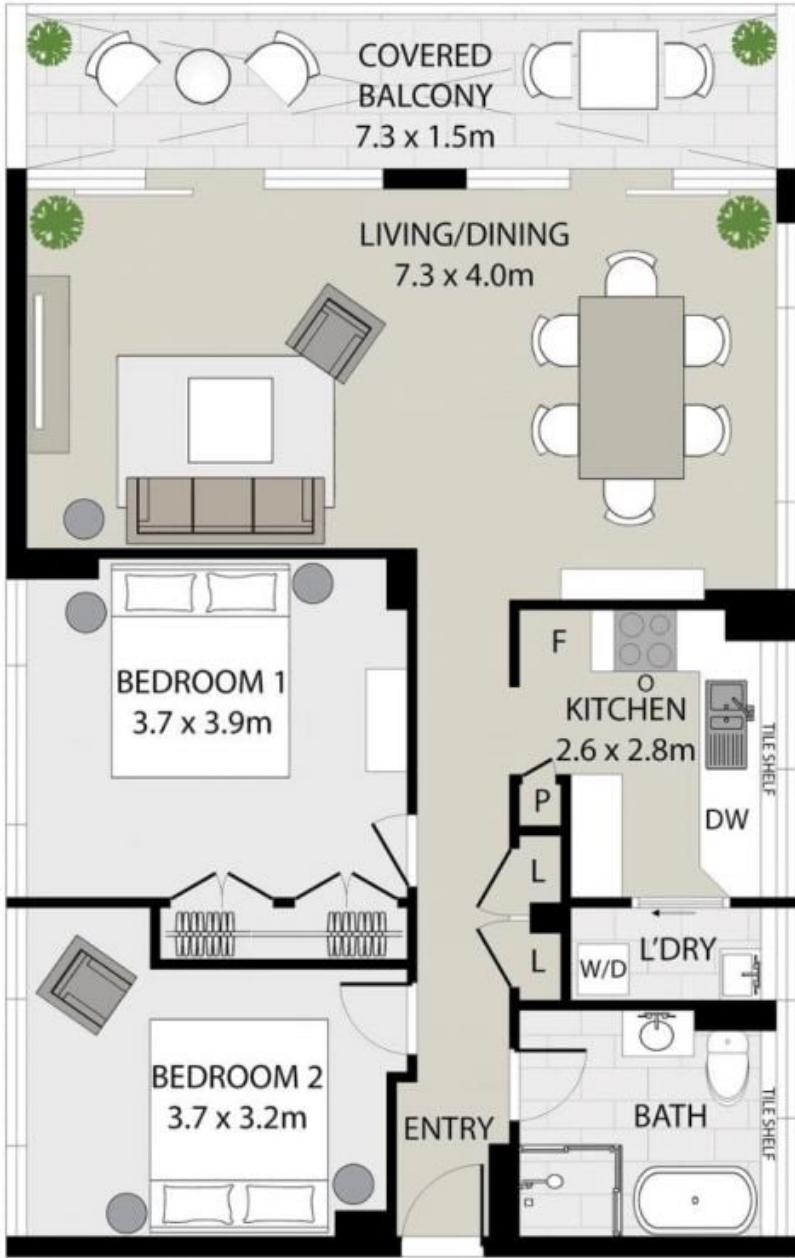 COVERED
BALCONY
7.3 x 1.5m
LIVING/DINING
7.3 x 4.0m
BEDROOM 1
3.7 x 3.9m
F
O
KITCHEN
2.6 x 2.8m
TILE SHELF
P
DW
L
L
W/D
L'DRY
BEDROOM 2
3.7 x 3.2m
ENTRY
BATH
TILE SHELF